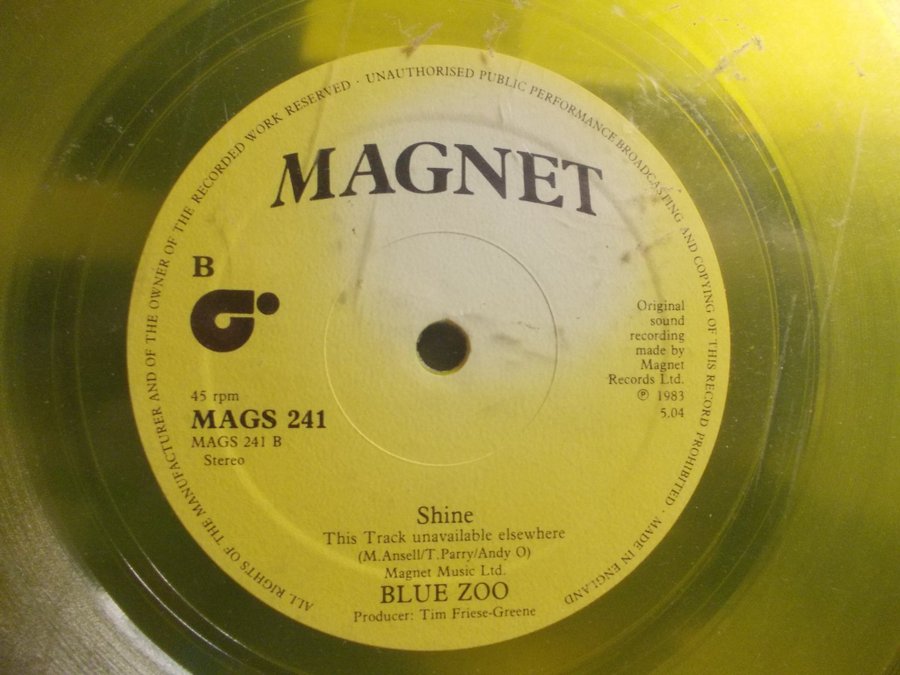 ALL RIGHTS OF THE MANUFACTURER AND OF THE OWNER OF THE RECORDED WORK RESERVED · UNAUTHORISED PUBLIC PERFORMANCE BROADCASTING AND COPYING OF THIS RECORD PROHIBITED · MADE IN ENGLAND
MAGNET
B
Original
sound
recording
made by
Magnet
Records Ltd.
℗ 1983
5.04
45 rpm
MAGS 241
MAGS 241 B
Stereo
Shine
This Track unavailable elsewhere
(M.Ansell/T.Parry/Andy O)
Magnet Music Ltd.
BLUE ZOO
Producer: Tim Friese-Greene